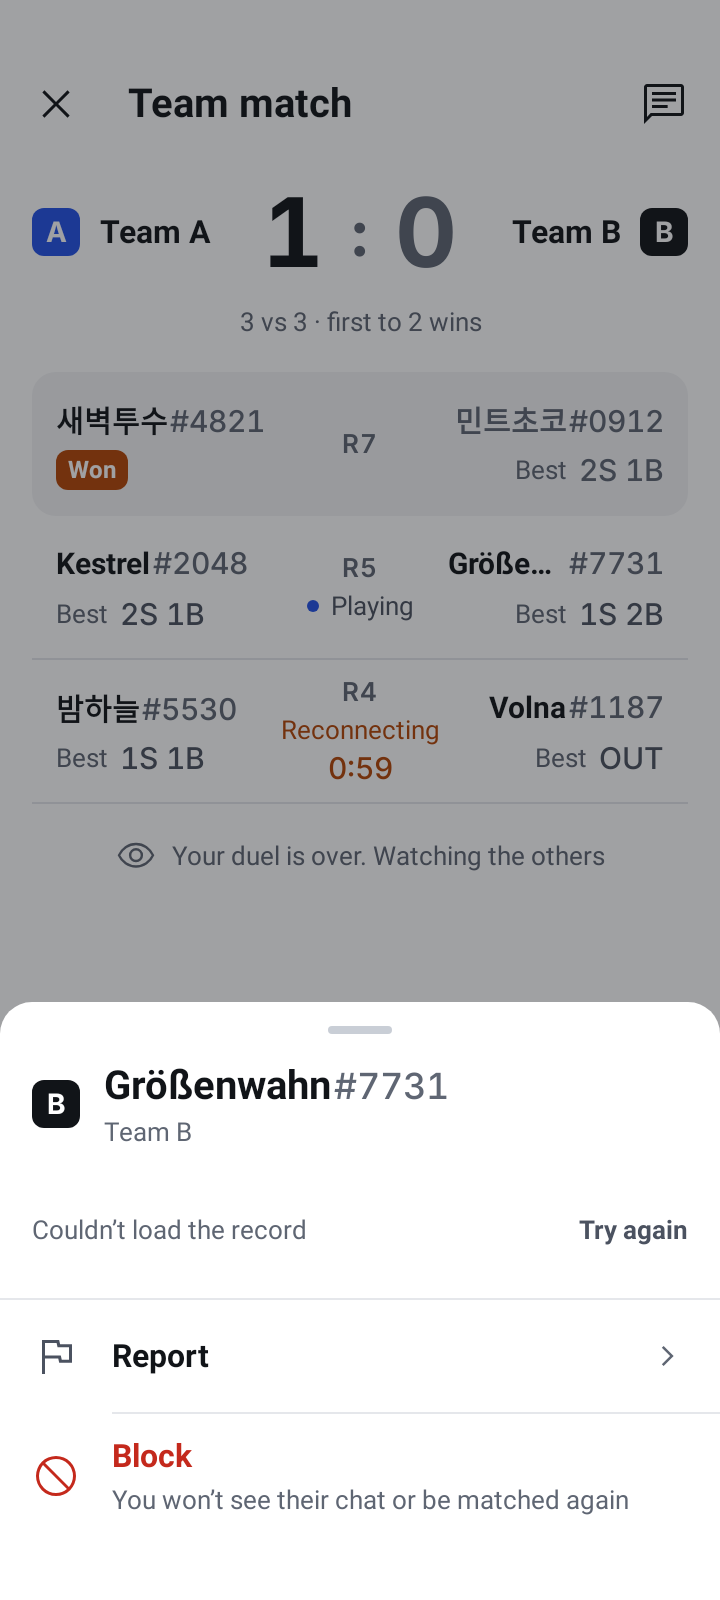 Team match
A Team A 1 : 0 Team B B
3 vs 3 · first to 2 wins
새벽투수#4821 R7 민트초코#0912
Won Best 2S 1B
Kestrel#2048 R5 Größe... #7731
Best 2S 1B Playing Best 1S 2B
밤하늘#5530 R4 Volna#1187
Reconnecting
Best 1S 1B 0:59 Best OUT
Your duel is over. Watching the others
B Größenwahn#7731
Team B
Couldn’t load the record Try again
Report
Block
You won’t see their chat or be matched again